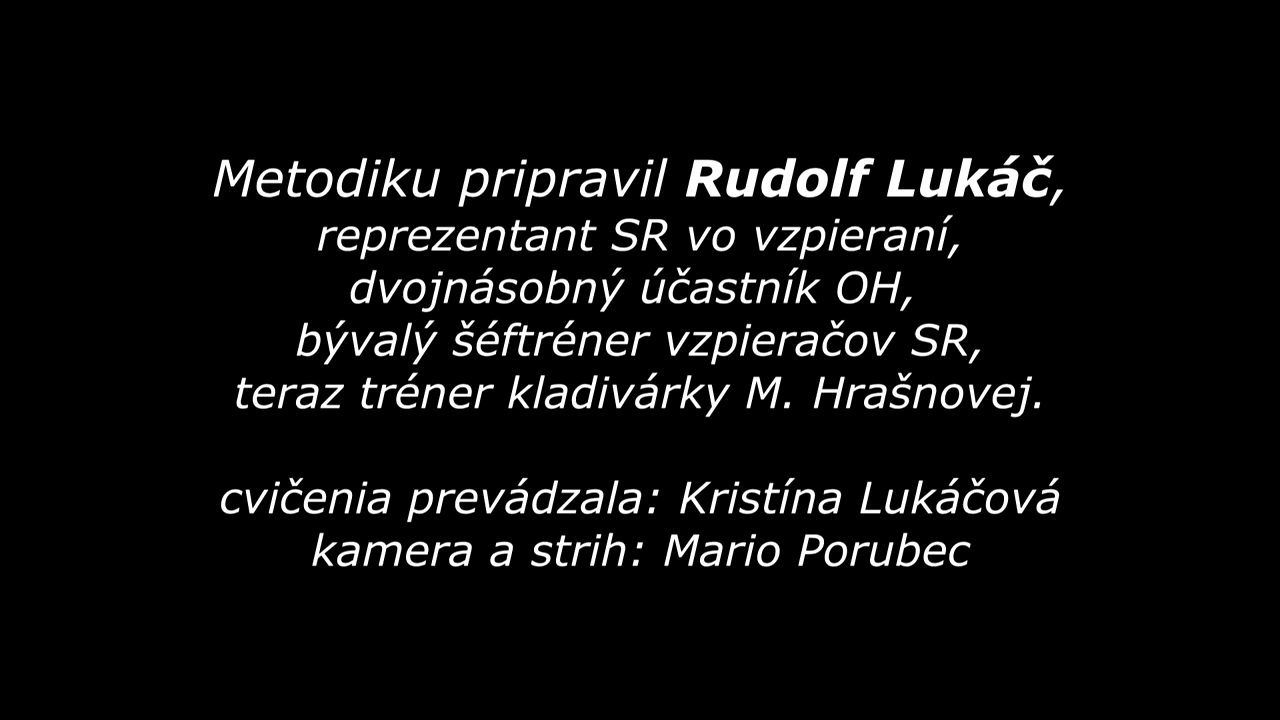 Metodiku pripravil Rudolf Lukáč,
reprezentant SR vo vzpieraní,
dvojnásobný účastník OH,
bývalý šéftréner vzpieračov SR,
teraz tréner kladivárky M. Hrašnovej.
cvičenia prevádzala: Kristína Lukáčová
kamera a strih: Mario Porubec